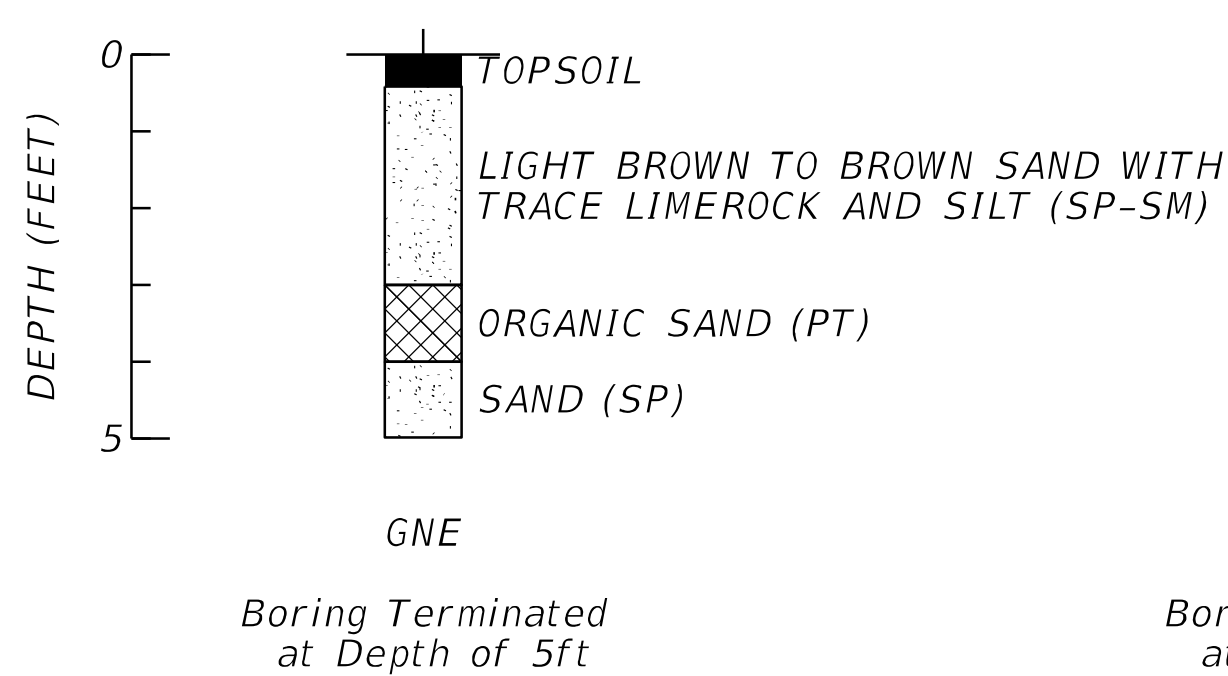 0
TOPSOIL
DEPTH (FEET)
LIGHT BROWN TO BROWN SAND WITH
TRACE LIMEROCK AND SILT (SP-SM)
ORGANIC SAND (PT)
SAND (SP)
5
GNE
Boring Terminated
at Depth of 5ft